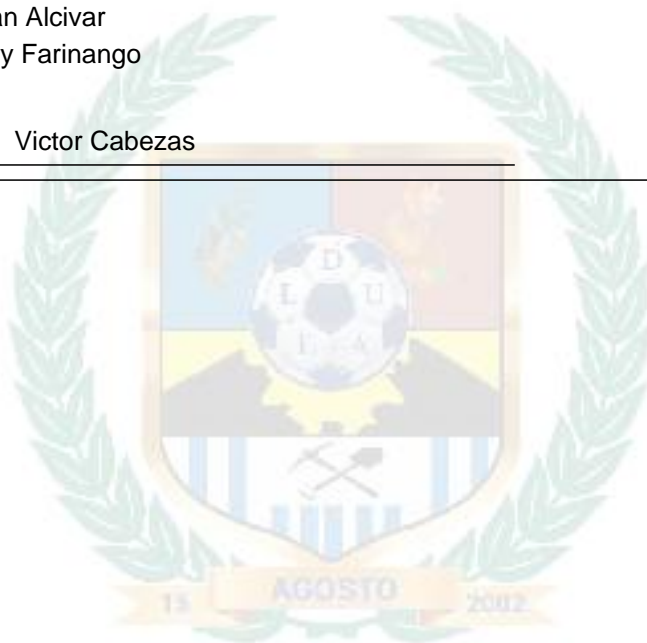 an Alcivar
y Farinango
Victor Cabezas
D
L U
E A
AGOSTO
15 2002